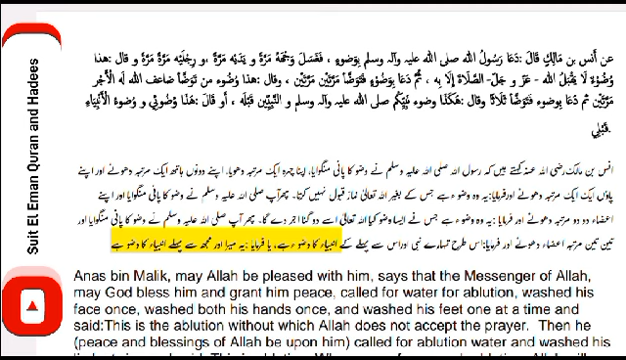 Suit El Eman Quran and Hadees
عن أنس بن مالك قال: دعا رسول الله صلى الله عليه وآله وسلم بوضوء ، فغسل وجهه مرة و يديه مرة ، و رجليه مرة مرة و قال : هذا
وضوء لا يقبل الله - عز و جل - الصلاة إلا به ، ثم دعا بوضوء فتوضأ مرتين مرتين ، وقال : هذا وضوء من توضأ ضاعف الله له الأجر
مرتين ثم دعا بوضوء فتوضأ ثلاثا وقال : هكذا وضوء نبيكم صلى الله عليه وآله وسلم و النبيين قبله ، أو قال : هذا وضوئي و وضوء الأنبياء
قبلي.
انس بن مالک رضی اللہ عنہ کہتے ہیں کہ رسول اللہ صلی اللہ علیہ وسلم نے وضو کا پانی منگوایا، اپنا چہرہ ایک مرتبہ دھویا، اپنے دونوں ہاتھ ایک مرتبہ دھوئے اور اپنے
پاؤں ایک ایک مرتبہ دھوئے اور فرمایا: یہ وہ وضوء ہے جس کے بغیر اللہ تعالیٰ نماز قبول نہیں کرتا۔ پھر آپ صلی اللہ علیہ وسلم نے وضو کا پانی منگوایا اور اپنے
اعضاء دو دو مرتبہ دھوئے اور فرمایا : یہ وہ وضوء ہے جس نے ایسا وضو کیا اللہ تعالیٰ اسے دو گنا اجر دے گا۔ پھر آپ صلی اللہ علیہ وسلم نے وضو کا پانی منگوایا اور
تین تین مرتبہ اعضاء دھوئے اور فرمایا: اس طرح تمہارے نبی اور اس سے پہلے کے انبیاء کا وضوء ہے، یا فرمایا : یہ میرا اور مجھ سے پہلے انبیاء کا وضو ہے
Anas bin Malik, may Allah be pleased with him, says that the Messenger of Allah,
may God bless him and grant him peace, called for water for ablution, washed his
face once, washed both his hands once, and washed his feet one at a time and
said:This is the ablution without which Allah does not accept the prayer. Then he
(peace and blessings of Allah be upon him) called for ablution water and washed his